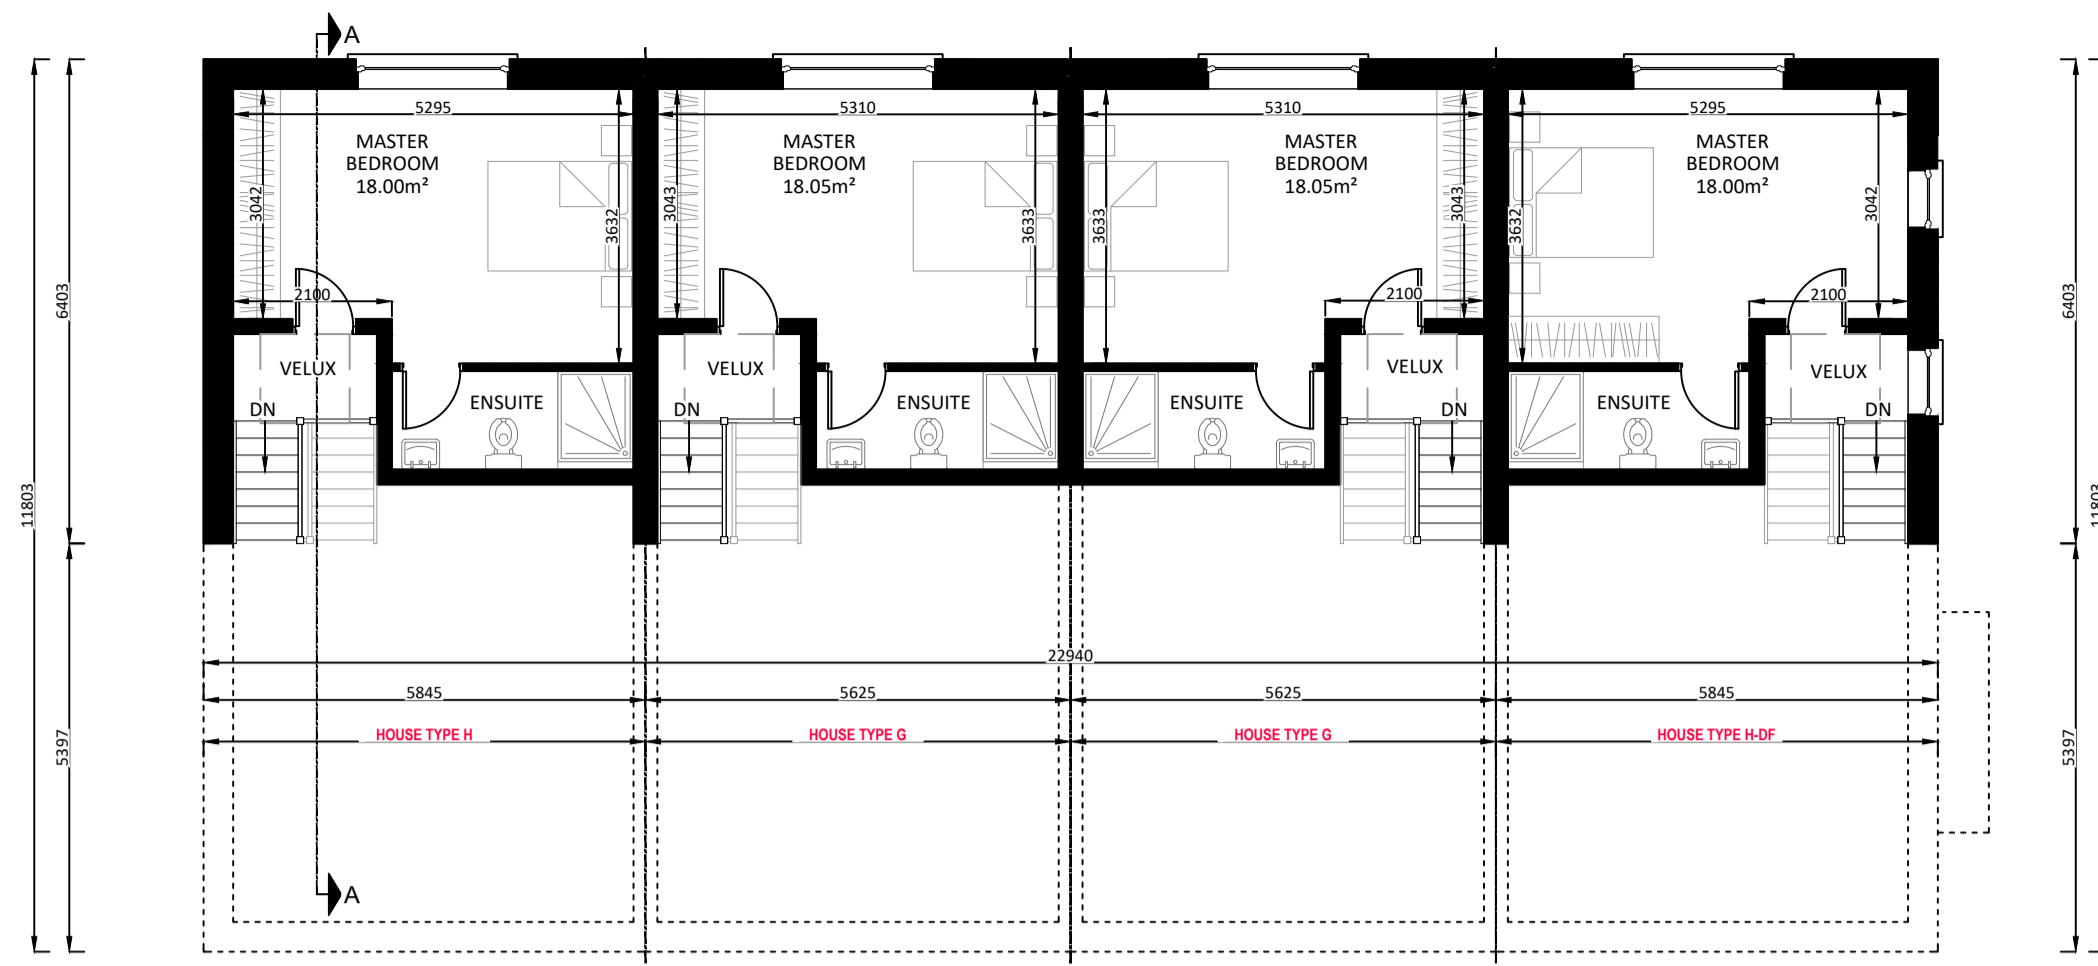 A
5295
5310
5310
5295
MASTER
BEDROOM
18.00m²
MASTER
BEDROOM
18.05m²
MASTER
BEDROOM
18.05m²
MASTER
BEDROOM
18.00m²
3042
3632
3043
3633
3633
3043
3632
3042
6403
6403
2100
2100
2100
VELUX
VELUX
VELUX
VELUX
DN
ENSUITE
DN
ENSUITE
ENSUITE
DN
ENSUITE
DN
11803
11803
22940
5845
5625
5625
5845
HOUSE TYPE H
HOUSE TYPE G
HOUSE TYPE G
HOUSE TYPE H-DF
5397
5397
A